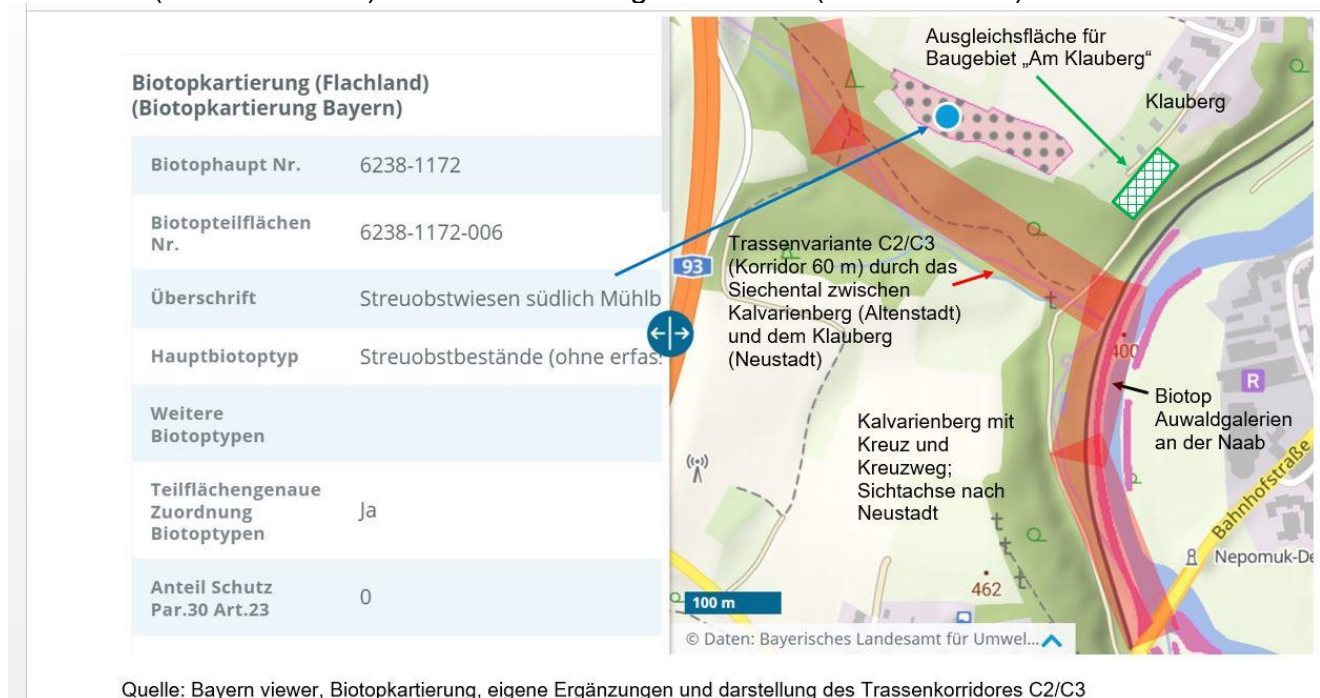 Biotopkartierung (Flachland)
(Biotopkartierung Bayern)
Biotophaupt Nr. 6238-1172
Biotopteilflächen
Nr. 6238-1172-006
Überschrift Streuobstwiesen südlich Mühlb
Hauptbiotoptyp Streuobstbestände (ohne erfas
Weitere
Biotoptypen
Teilflächengenaue
Zuordnung
Biotoptypen Ja
Anteil Schutz
Par.30 Art.23 0
Ausgleichsfläche für
Baugebiet „Am Klauberg“
Klauberg
93
Trassenvariante C2/C3
(Korridor 60 m) durch das
Siechental zwischen
Kalvarienberg (Altenstadt)
und dem Klauberg
(Neustadt)
400
R
Biotop
Auwaldgalerien
an der Naab
Kalvarienberg mit
Kreuz und
Kreuzweg;
Sichtachse nach
Neustadt
Bahnhofstraße
Nepomuk-De
462
100 m
© Daten: Bayerisches Landesamt für Umwel...
Quelle: Bayern viewer, Biotopkartierung, eigene Ergänzungen und darstellung des Trassenkorridores C2/C3